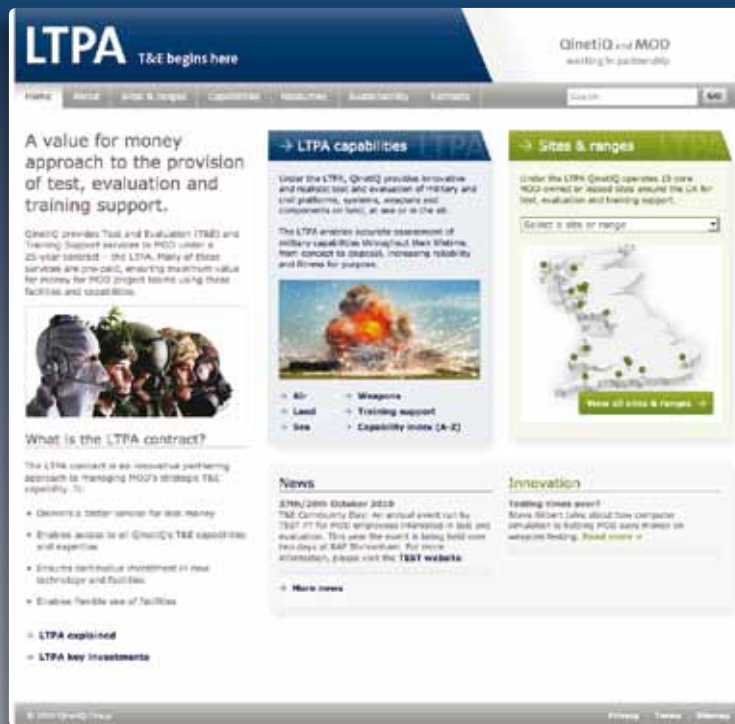 LTPA T&E begins here
QinetiQ and MOD
working in partnership
Home About Sites & ranges Capabilities Resources Sustainability Contacts
Search GO
A value for money
approach to the provision
of test, evaluation and
training support.
QinetiQ provides Test and Evaluation (T&E) and
Training Support services to MOD under a
25-year contract - the LTPA. Many of these
services are pre-paid, ensuring maximum value
for money for MOD project teams using these
facilities and capabilities.
What is the LTPA contract?
The LTPA contract is an innovative partnering
approach to managing MOD's strategic T&E
capability. It:
• Delivers a better service for less money
• Enables access to all QinetiQ's T&E capabilities
and expertise
• Ensures continuous investment in new
technology and facilities
• Enables flexible use of facilities
→ LTPA explained
→ LTPA key investments
→ LTPA capabilities
LTPA
Under the LTPA, QinetiQ provides innovative
and realistic test and evaluation of military and
civil platforms, systems, weapons and
components on land, at sea or in the air.
The LTPA enables accurate assessment of
military capabilities throughout their lifetime,
from concept to disposal, increasing reliability
and fitness for purpose.
→ Air → Weapons
→ Land → Training support
→ Sea → Capability index (A-Z)
→ Sites & ranges
LTPA
Under the LTPA QinetiQ operates core
MOD owned or leased sites around the UK for
test, evaluation and training support.
Select a site or range
View all sites & ranges →
News
27th/28th October 2010
T&E Community Day: An annual event run by
TEST PT for MOD employees interested in test and
evaluation. This year the event is being held over
two days at RAF Shrivenham. For more
information, please visit the TEST website.
→ More news
Innovation
Testing times over?
Steve Gilbert talks about how computer
simulation is helping MOD save money on
weapons testing. Read more »
QinetiQ Group
Privacy Terms Sitemap